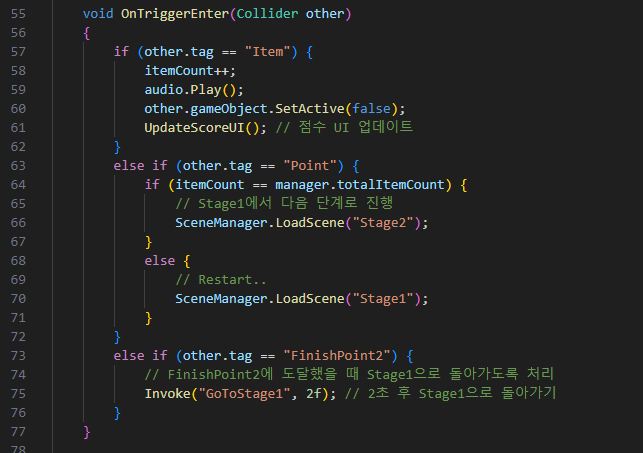 55 void OnTriggerEnter(Collider other)
56 {
57 if (other.tag == "Item") {
58 itemCount++;
59 audio.Play();
60 other.gameObject.SetActive(false);
61 UpdateScoreUI(); // 점수 UI 업데이트
62 }
63 else if (other.tag == "Point") {
64 if (itemCount == manager.totalItemCount) {
65 // Stage1에서 다음 단계로 진행
66 SceneManager.LoadScene("Stage2");
67 }
68 else {
69 // Restart..
70 SceneManager.LoadScene("Stage1");
71 }
72 }
73 else if (other.tag == "FinishPoint2") {
74 // FinishPoint2에 도달했을 때 Stage1으로 돌아가도록 처리
75 Invoke("GoToStage1", 2f); // 2초 후 Stage1으로 돌아가기
76 }
77 }
78